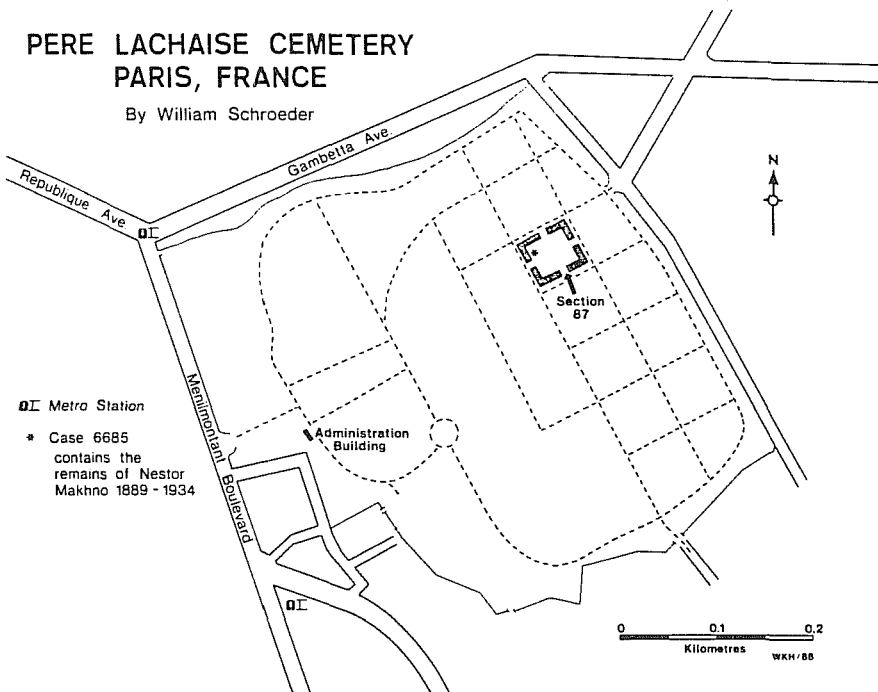 PERE LACHAISE CEMETERY
PARIS, FRANCE
By William Schroeder
Gambetta Ave.
Republique Ave
N
Section
87
Metro Station
* Case 6685
contains the
remains of Nestor
Makhno 1889 - 1934
Menilmontant Boulevard
Administration
Building
0 0.1 0.2
Kilometres
WKH/88